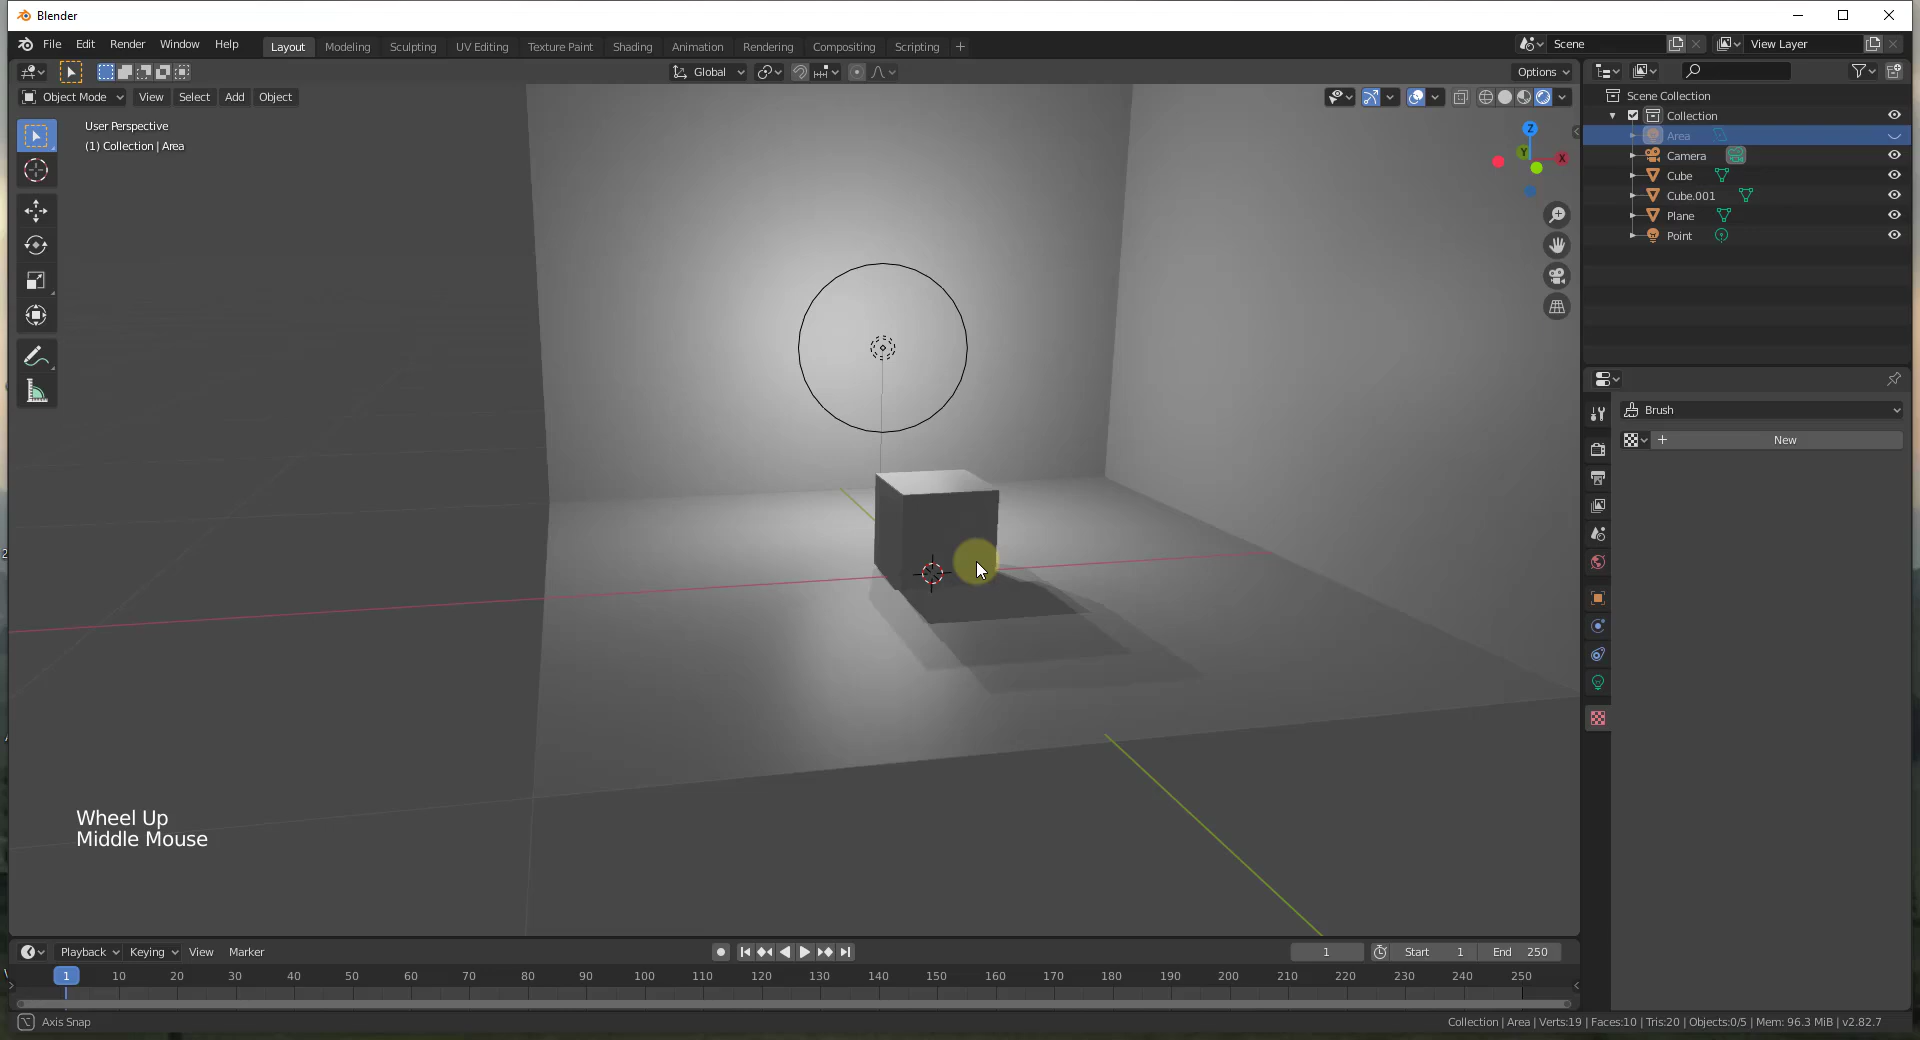 Blender
File Edit Render Window Help Layout Modeling Sculpting UV Editing Texture Paint Shading Animation Rendering Compositing Scripting + Scene View Layer
Global Options
Object Mode View Select Add Object
User Perspective
(1) Collection | Area
Z
Y
X
Scene Collection
Collection
Area
Camera
Cube
Cube.001
Plane
Point
Brush
+ New
Wheel Up
Middle Mouse
Playback Keying View Marker 1 Start 1 End 250
1 10 20 30 40 50 60 70 80 90 100 110 120 130 140 150 160 170 180 190 200 210 220 230 240 250
Axis Snap
Collection | Area | Verts:19 | Faces:10 | Tris:20 | Objects:0/5 | Mem: 96.3 MiB | v2.82.7